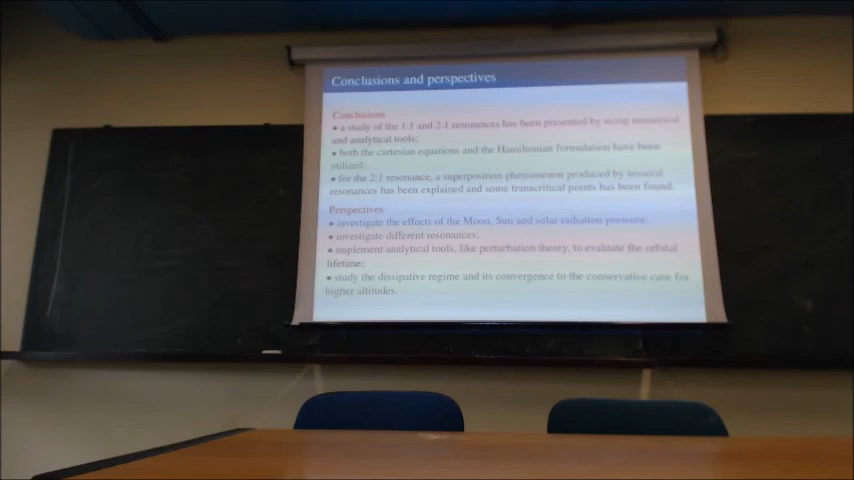 Conclusions and perspectives
Conclusions
• a study of the 1:1 and 2:1 resonances has been presented by using numerical
and analytical tools;
• both the cartesian equations and the Hamiltonian formulation have been
utilized;
• for the 2:1 resonance, a superposition phenomenon produced by tesseral
resonances has been explained and some transcritical points has been found.
Perspectives
• investigate the effects of the Moon, Sun and solar radiation pressure;
• investigate different resonances;
• implement analytical tools, like perturbation theory, to evaluate the orbital
lifetime;
• study the dissipative regime and its convergence to the conservative case for
higher altitudes.